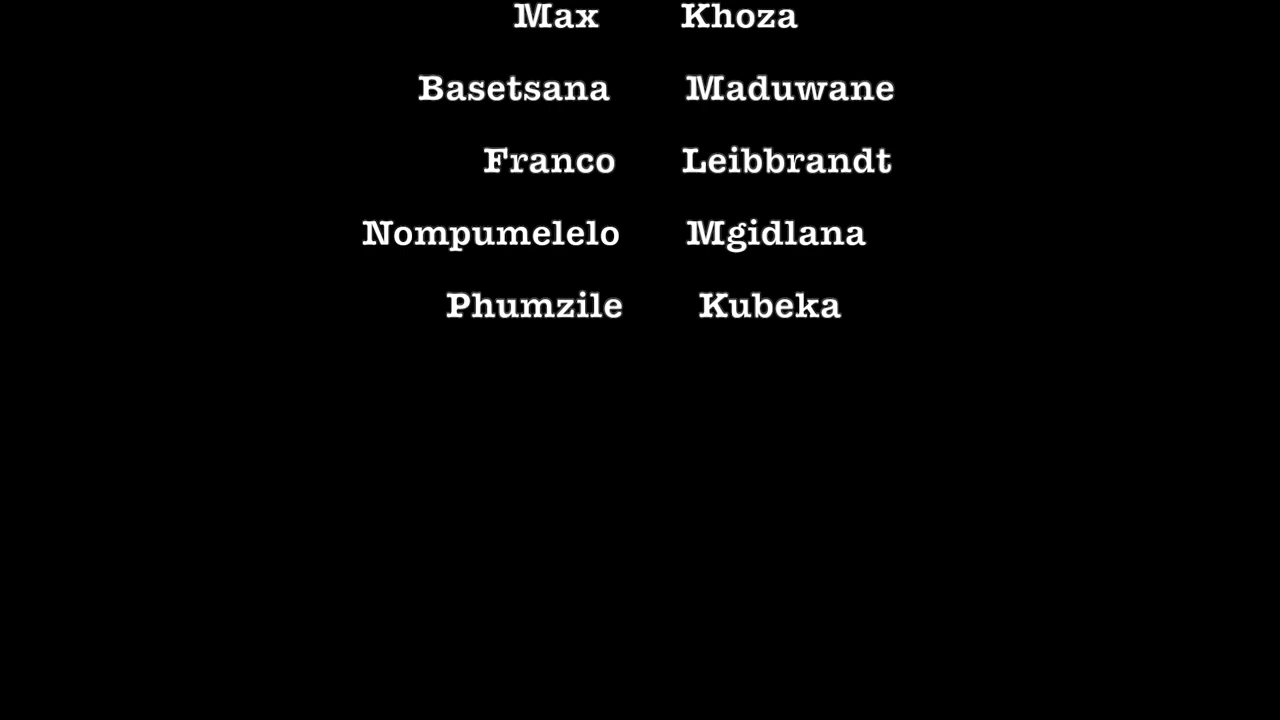 Max Khoza
Basetsana Maduwane
Franco Leibbrandt
Nompumelelo Mgidlana
Phumzile Kubeka